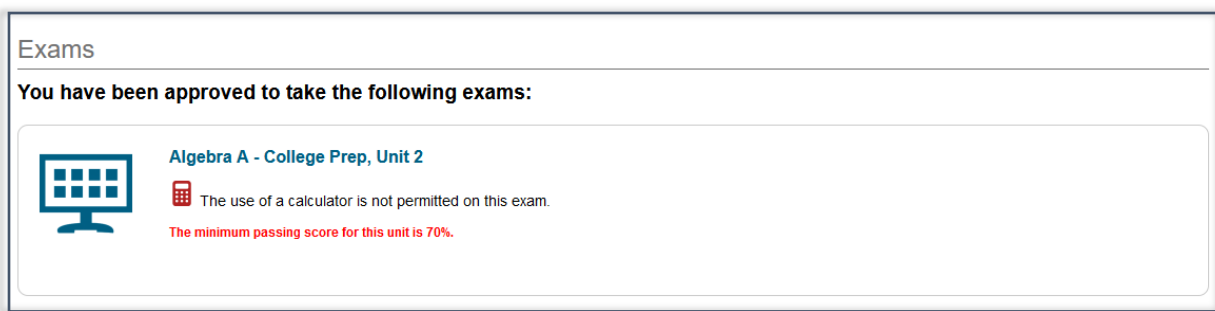 Exams
You have been approved to take the following exams:
Algebra A - College Prep, Unit 2
The use of a calculator is not permitted on this exam.
The minimum passing score for this unit is 70%.